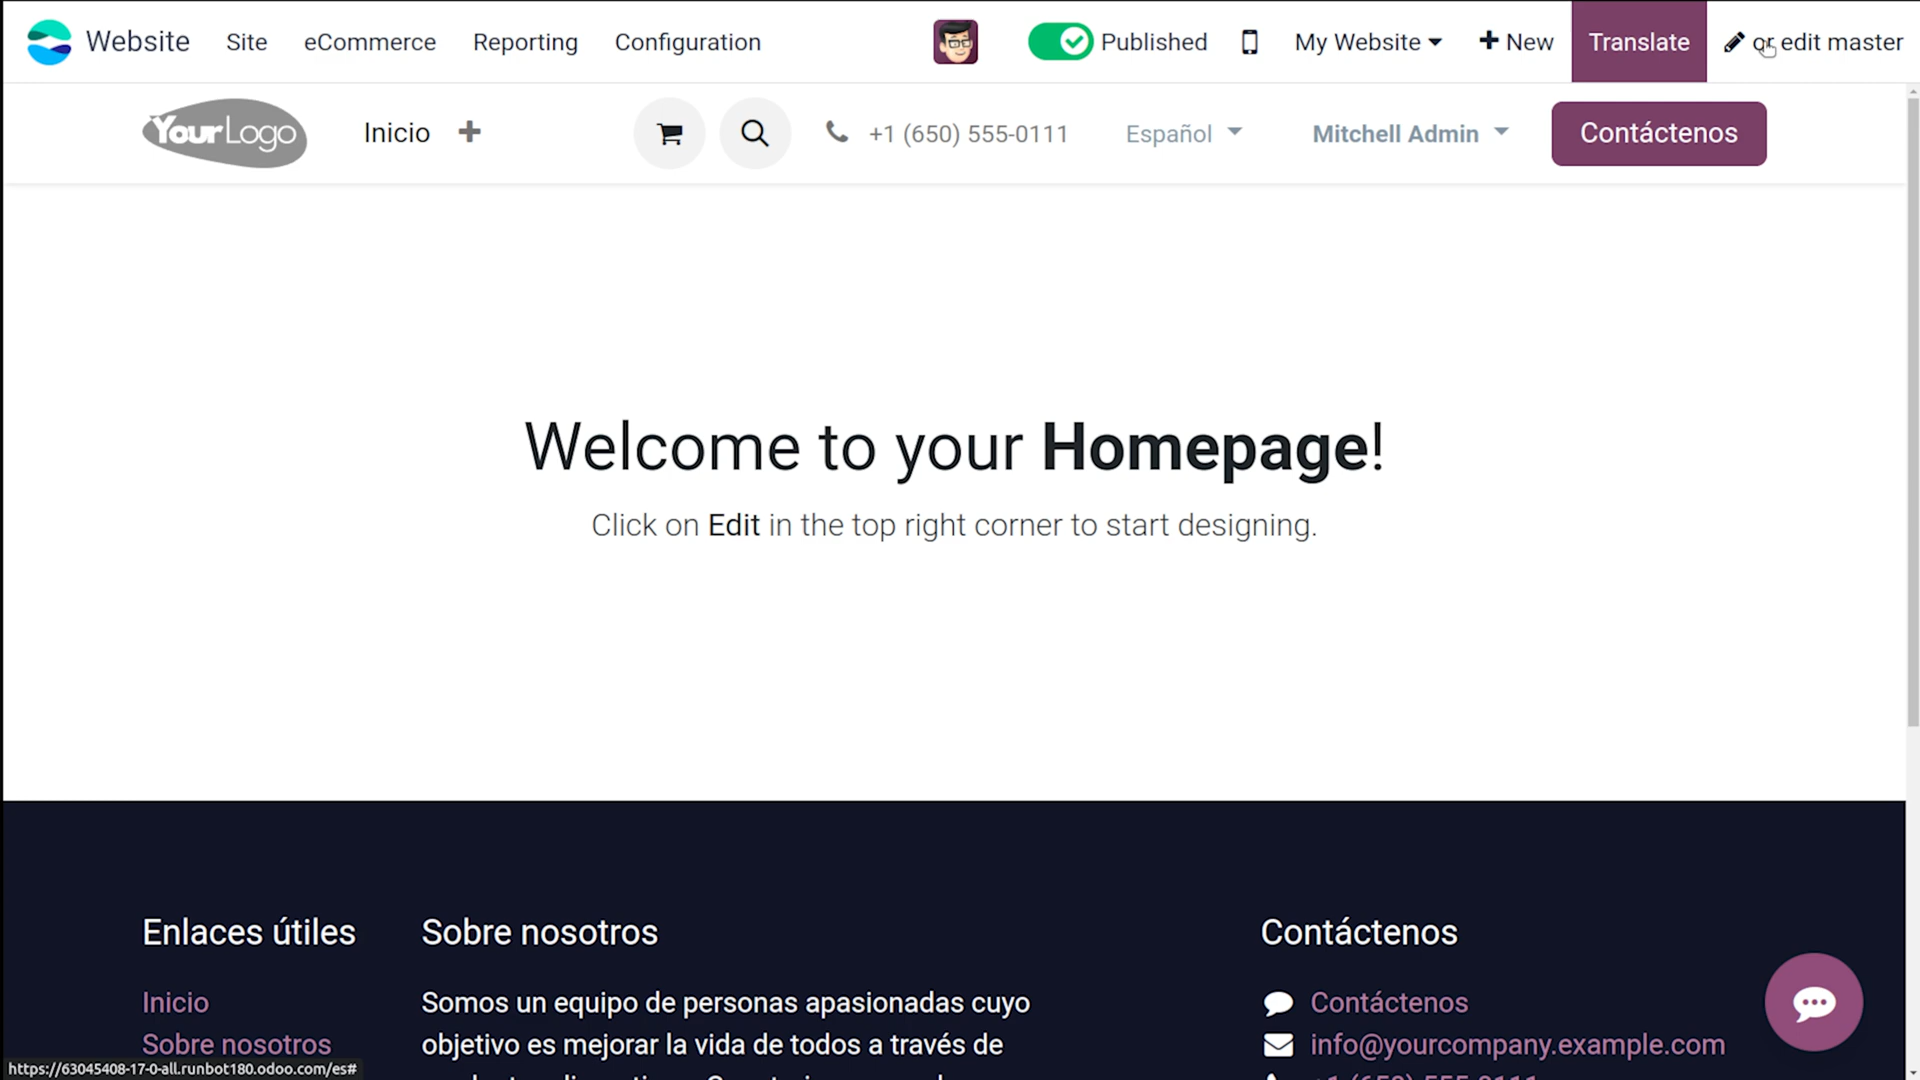 Website Site eCommerce Reporting Configuration Published My Website New Translate or edit master
YourLogo Inicio +1 (650) 555-0111 Español Mitchell Admin Contáctenos
Welcome to your Homepage!
Click on Edit in the top right corner to start designing.
Enlaces útiles Sobre nosotros Contáctenos
Inicio Somos un equipo de personas apasionadas cuyo Contáctenos
Sobre nosotros objetivo es mejorar la vida de todos a través de info@yourcompany.example.com
https://63045408-17-0-all.runbot180.odoo.com/es#